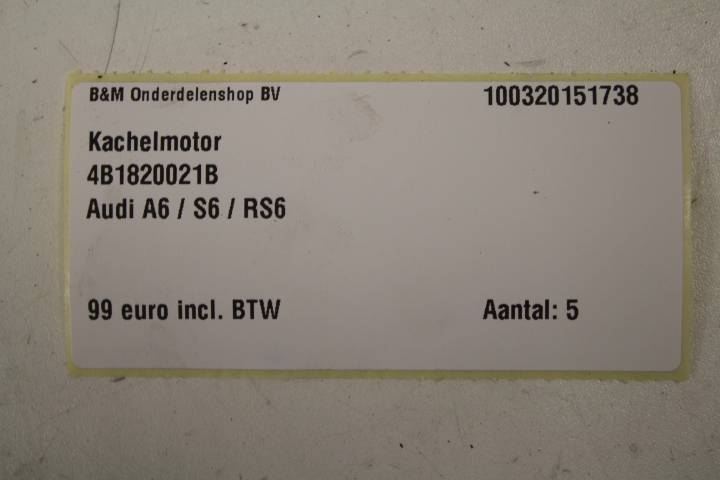 B&M Onderdelenshop BV 100320151738
Kachelmotor
4B1820021B
Audi A6 / S6 / RS6
99 euro incl. BTW Aantal: 5